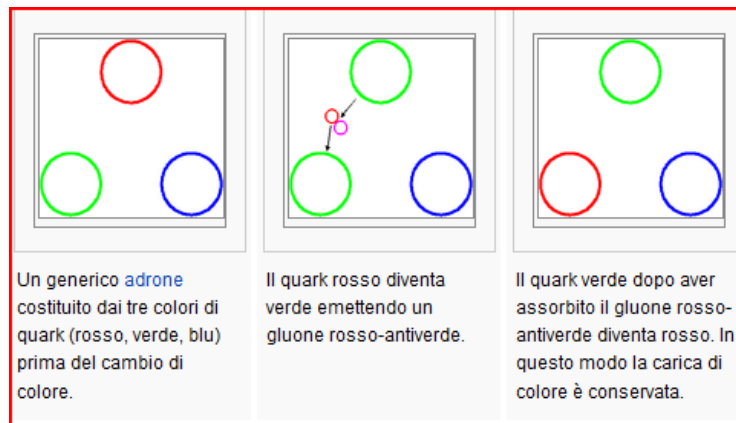 Un generico adrone
costituito dai tre colori di
quark (rosso, verde, blu)
prima del cambio di
colore.
Il quark rosso diventa
verde emettendo un
gluone rosso-antiverde.
Il quark verde dopo aver
assorbito il gluone rosso-
antiverde diventa rosso. In
questo modo la carica di
colore è conservata.